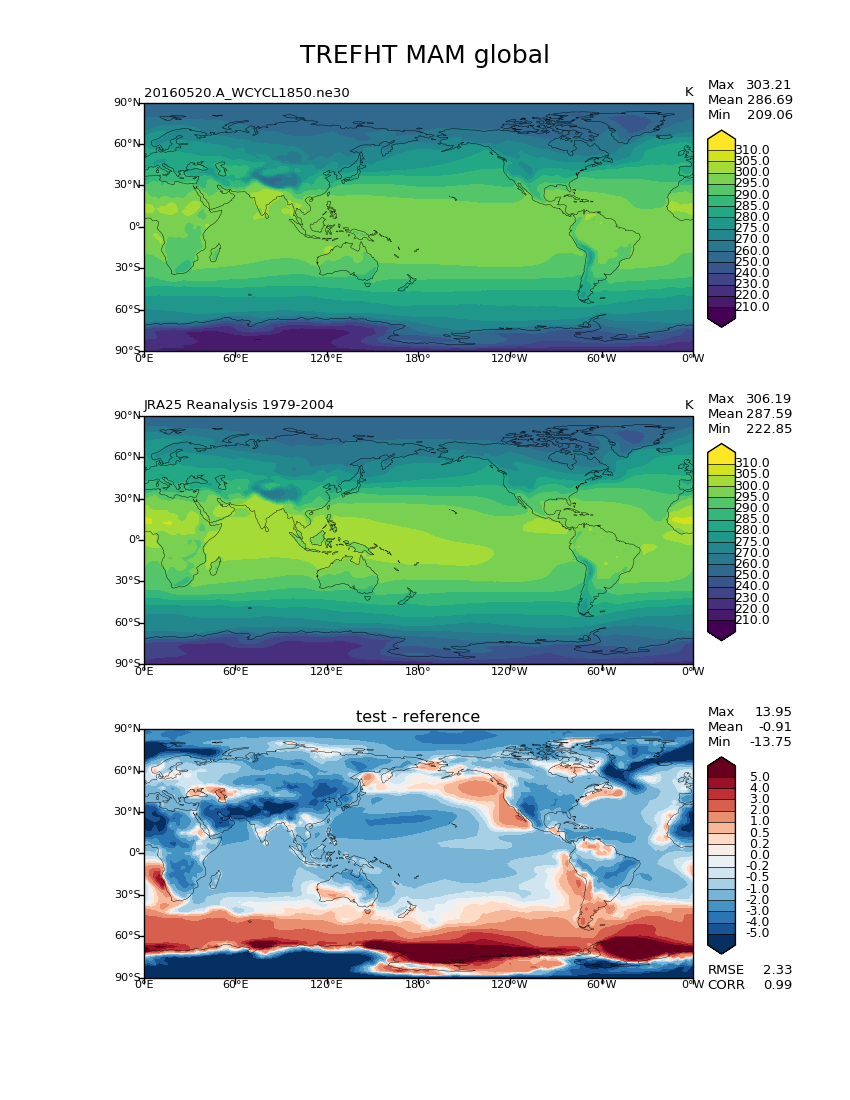 TREFHT MAM global
20160520.A_WCYCL1850.ne30 K
Max 303.21
Mean 286.69
Min 209.06
90°N
60°N
30°N
0°
30°S
60°S
90°S
0°E 60°E 120°E 180° 120°W 60°W 0°W
310.0
305.0
300.0
295.0
290.0
285.0
280.0
275.0
270.0
260.0
250.0
240.0
230.0
220.0
210.0
JRA25 Reanalysis 1979-2004 K
Max 306.19
Mean 287.59
Min 222.85
90°N
60°N
30°N
0°
30°S
60°S
90°S
0°E 60°E 120°E 180° 120°W 60°W 0°W
310.0
305.0
300.0
295.0
290.0
285.0
280.0
275.0
270.0
260.0
250.0
240.0
230.0
220.0
210.0
test - reference
Max 13.95
Mean -0.91
Min -13.75
90°N
60°N
30°N
0°
30°S
60°S
90°S
0°E 60°E 120°E 180° 120°W 60°W 0°W
5.0
4.0
3.0
2.0
1.0
0.5
0.2
0.0
-0.2
-0.5
-1.0
-2.0
-3.0
-4.0
-5.0
RMSE 2.33
CORR 0.99